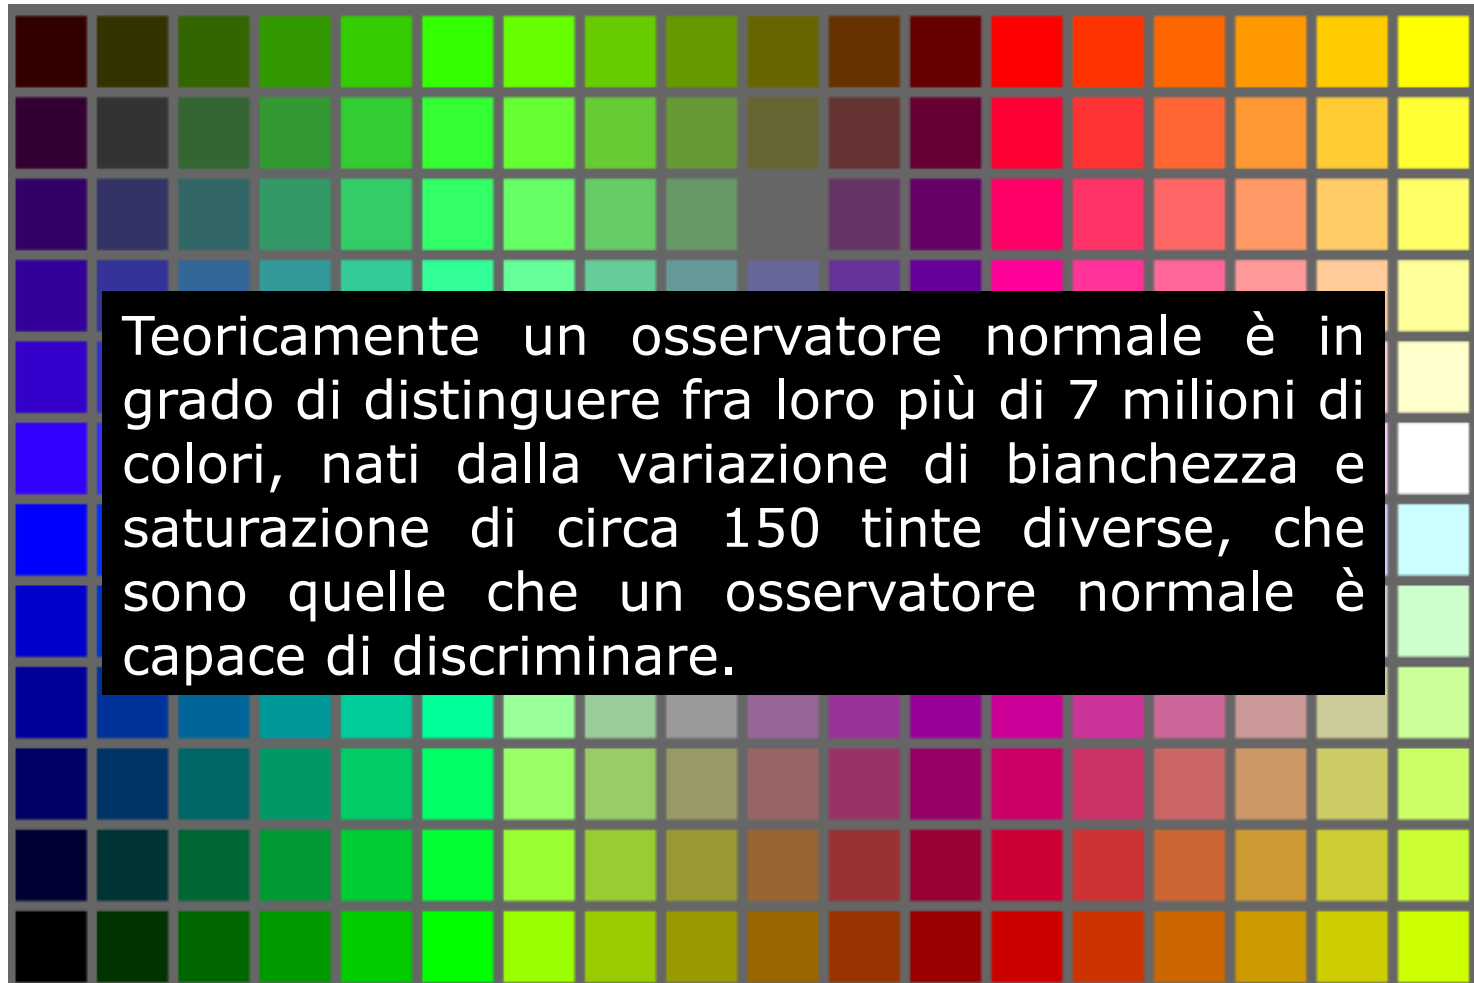 Teoricamente un osservatore normale è in
grado di distinguere fra loro più di 7 milioni di
colori, nati dalla variazione di bianchezza e
saturazione di circa 150 tinte diverse, che
sono quelle che un osservatore normale è
capace di discriminare.